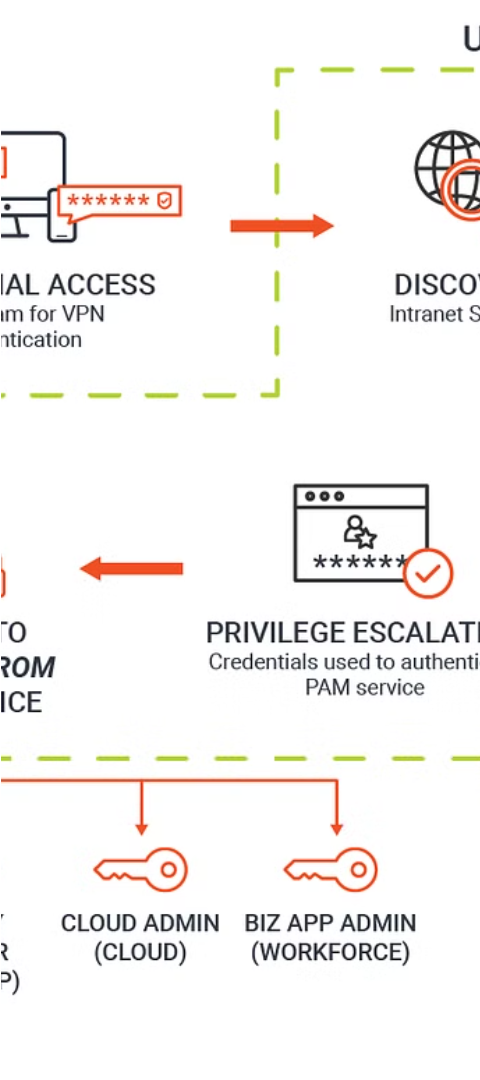 U
******
IAL ACCESS
am for VPN
ntication
DISCOV
Intranet S
******
TO
ROM
ICE
PRIVILEGE ESCALATI
Credentials used to authenti
PAM service
Y
R
P)
CLOUD ADMIN
(CLOUD)
BIZ APP ADMIN
(WORKFORCE)